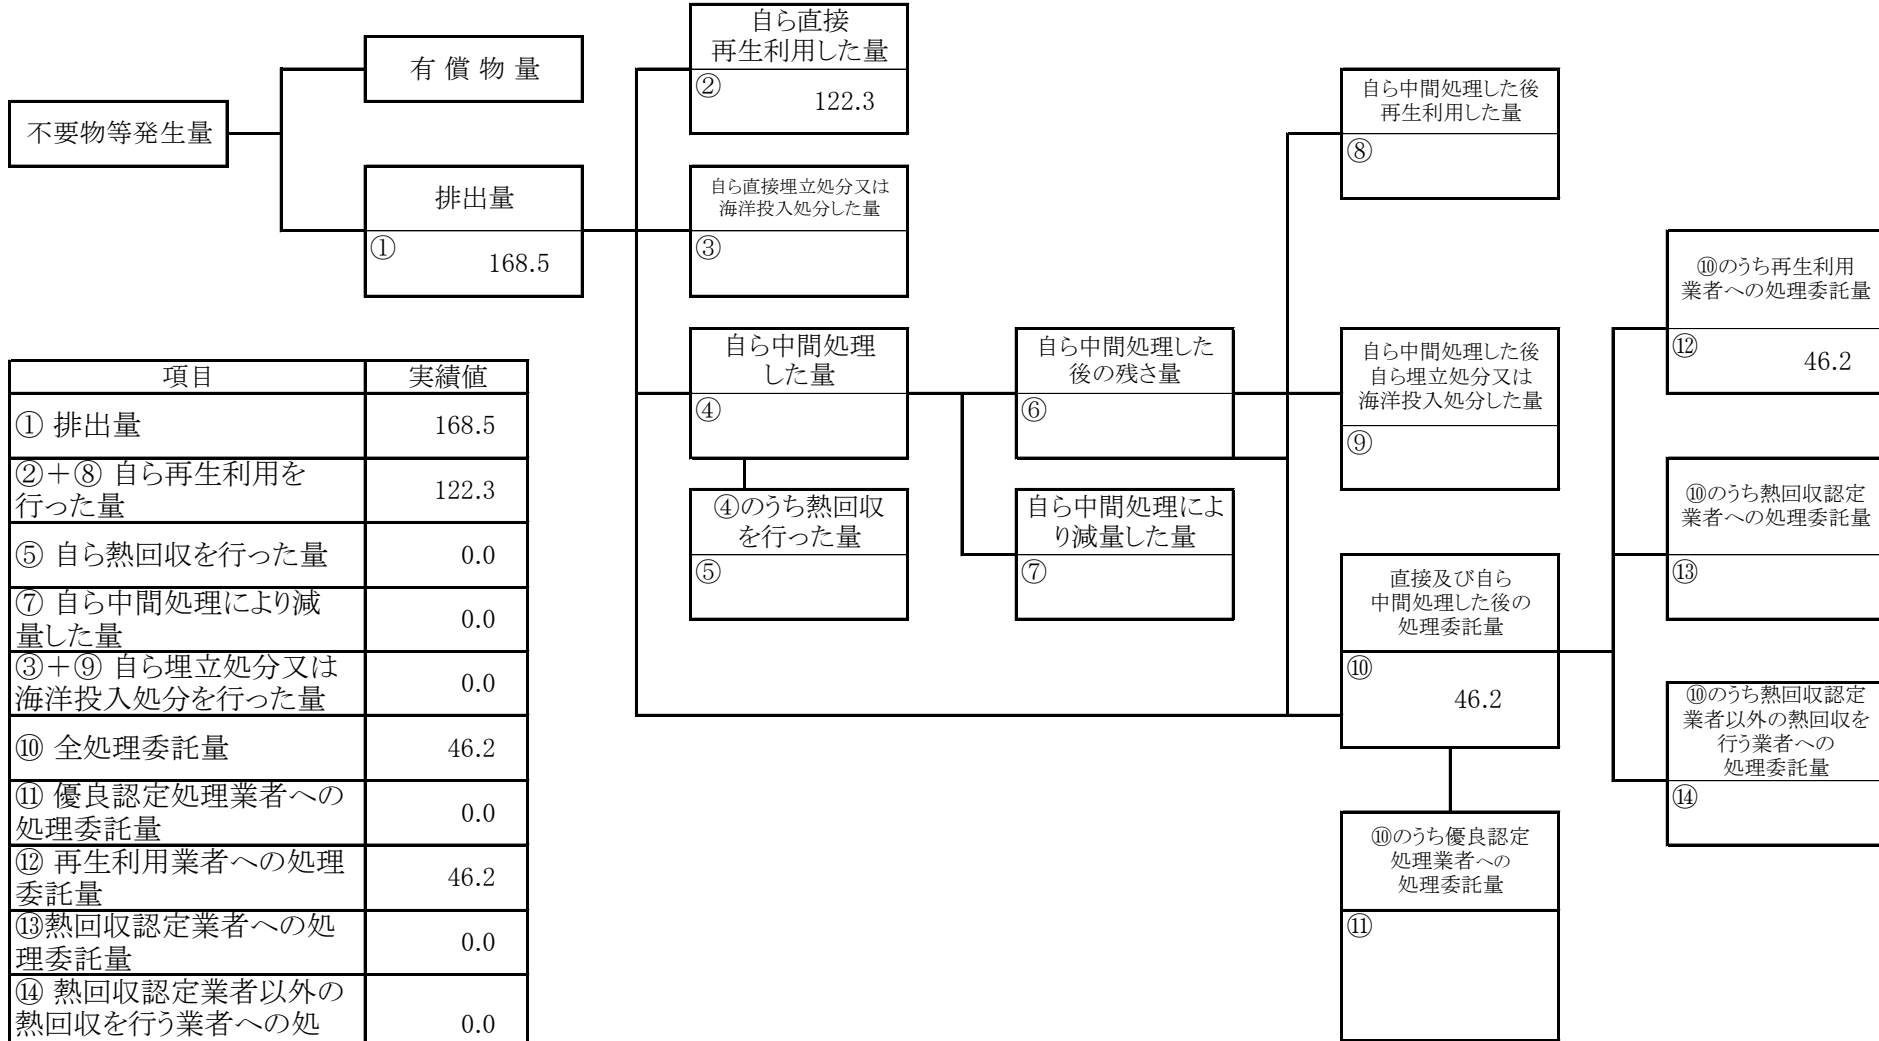 不要物等発生量
有償物量
排出量
①
168.5
自ら直接
再生利用した量
②
122.3
自ら直接埋立処分又は
海洋投入処分した量
③
自ら中間処理
した量
④
④のうち熱回収
を行った量
⑤
自ら中間処理した
後の残さ量
⑥
自ら中間処理によ
り減量した量
⑦
自ら中間処理した後
再生利用した量
⑧
自ら中間処理した後
自ら埋立処分又は
海洋投入処分した量
⑨
直接及び自ら
中間処理した後の
処理委託量
⑩
46.2
⑩のうち優良認定
処理業者への
処理委託量
⑪
⑩のうち再生利用
業者への処理委託量
⑫
46.2
⑩のうち熱回収認定
業者への処理委託量
⑬
⑩のうち熱回収認定
業者以外の熱回収を
行う業者への
処理委託量
⑭
項目 実績値
① 排出量 168.5
②＋⑧ 自ら再生利用を
行った量 122.3
⑤ 自ら熱回収を行った量 0.0
⑦ 自ら中間処理により減
量した量 0.0
③＋⑨ 自ら埋立処分又は
海洋投入処分を行った量 0.0
⑩ 全処理委託量 46.2
⑪ 優良認定処理業者への
処理委託量 0.0
⑫ 再生利用業者への処理
委託量 46.2
⑬熱回収認定業者への処
理委託量 0.0
⑭ 熱回収認定業者以外の
熱回収を行う業者への処 0.0